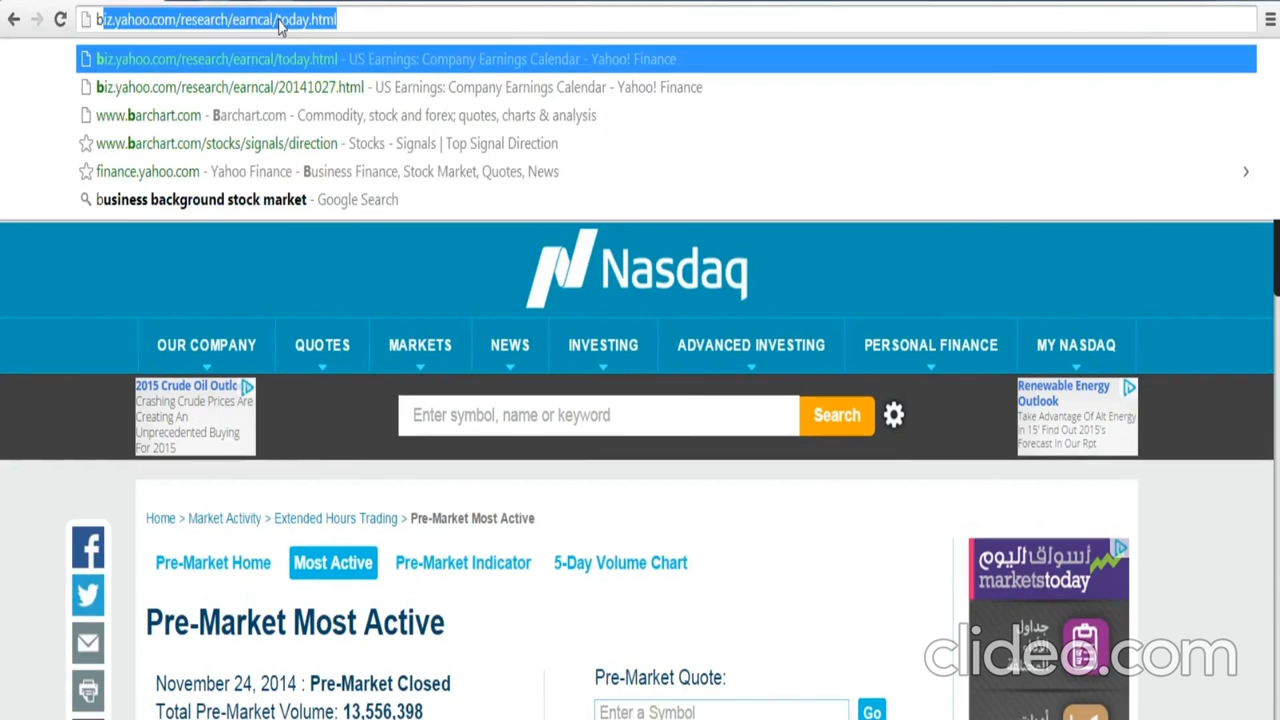 biz.yahoo.com/research/earncal/today.html
biz.yahoo.com/research/earncal/today.html - US Earnings: Company Earnings Calendar - Yahoo! Finance
biz.yahoo.com/research/earncal/20141027.html - US Earnings: Company Earnings Calendar - Yahoo! Finance
www.barchart.com - Barchart.com - Commodity, stock and forex; quotes, charts & analysis
www.barchart.com/stocks/signals/direction - Stocks - Signals | Top Signal Direction
finance.yahoo.com - Yahoo Finance - Business Finance, Stock Market, Quotes, News
business background stock market - Google Search
Nasdaq
OUR COMPANY QUOTES MARKETS NEWS INVESTING ADVANCED INVESTING PERSONAL FINANCE MY NASDAQ
2015 Crude Oil Outlc
Crashing Crude Prices Are
Creating An
Unprecedented Buying
For 2015
Enter symbol, name or keyword
Search
Renewable Energy
Outlook
Take Advantage Of Alt Energy
in 15' Find Out 2015's
Forecast In Our Rpt
Home > Market Activity > Extended Hours Trading > Pre-Market Most Active
Pre-Market Home Most Active Pre-Market Indicator 5-Day Volume Chart
Pre-Market Most Active
November 24, 2014 : Pre-Market Closed
Total Pre-Market Volume: 13,556,398
Pre-Market Quote:
Enter a Symbol
Go
أسواق اليوم
marketstoday
جداول
clideo.com